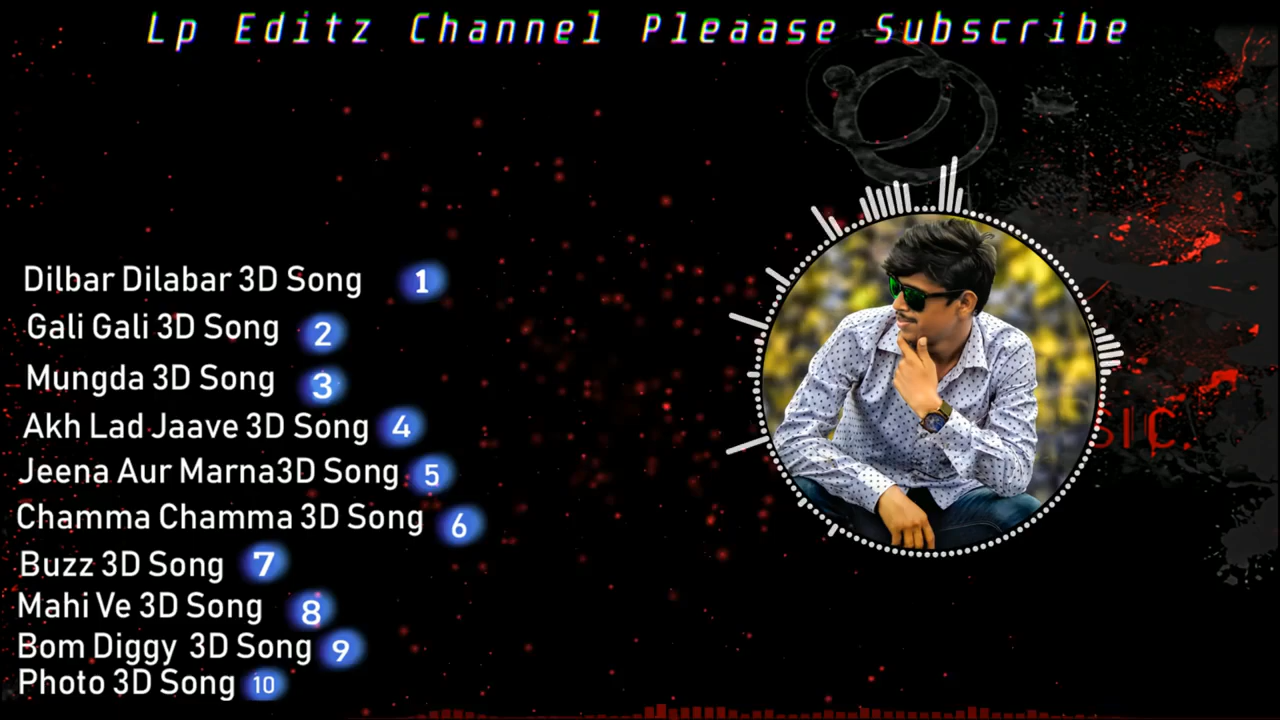 Lp Editz Channel Pleaase Subscribe
Dilbar Dilabar 3D Song 1
Gali Gali 3D Song 2
Mungda 3D Song 3
Akh Lad Jaave 3D Song 4
Jeena Aur Marna3D Song 5
Chamma Chamma 3D Song 6
Buzz 3D Song 7
Mahi Ve 3D Song 8
Bom Diggy 3D Song 9
Photo 3D Song 10